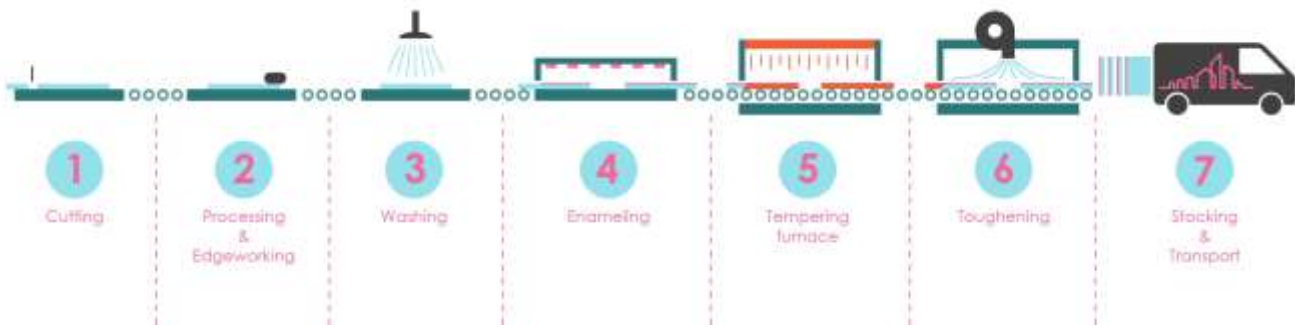 1
Cutting
2
Processing
&
Edgeworking
3
Washing
4
Enameling
5
Tempering
furnace
6
Toughening
7
Stocking
&
Transport